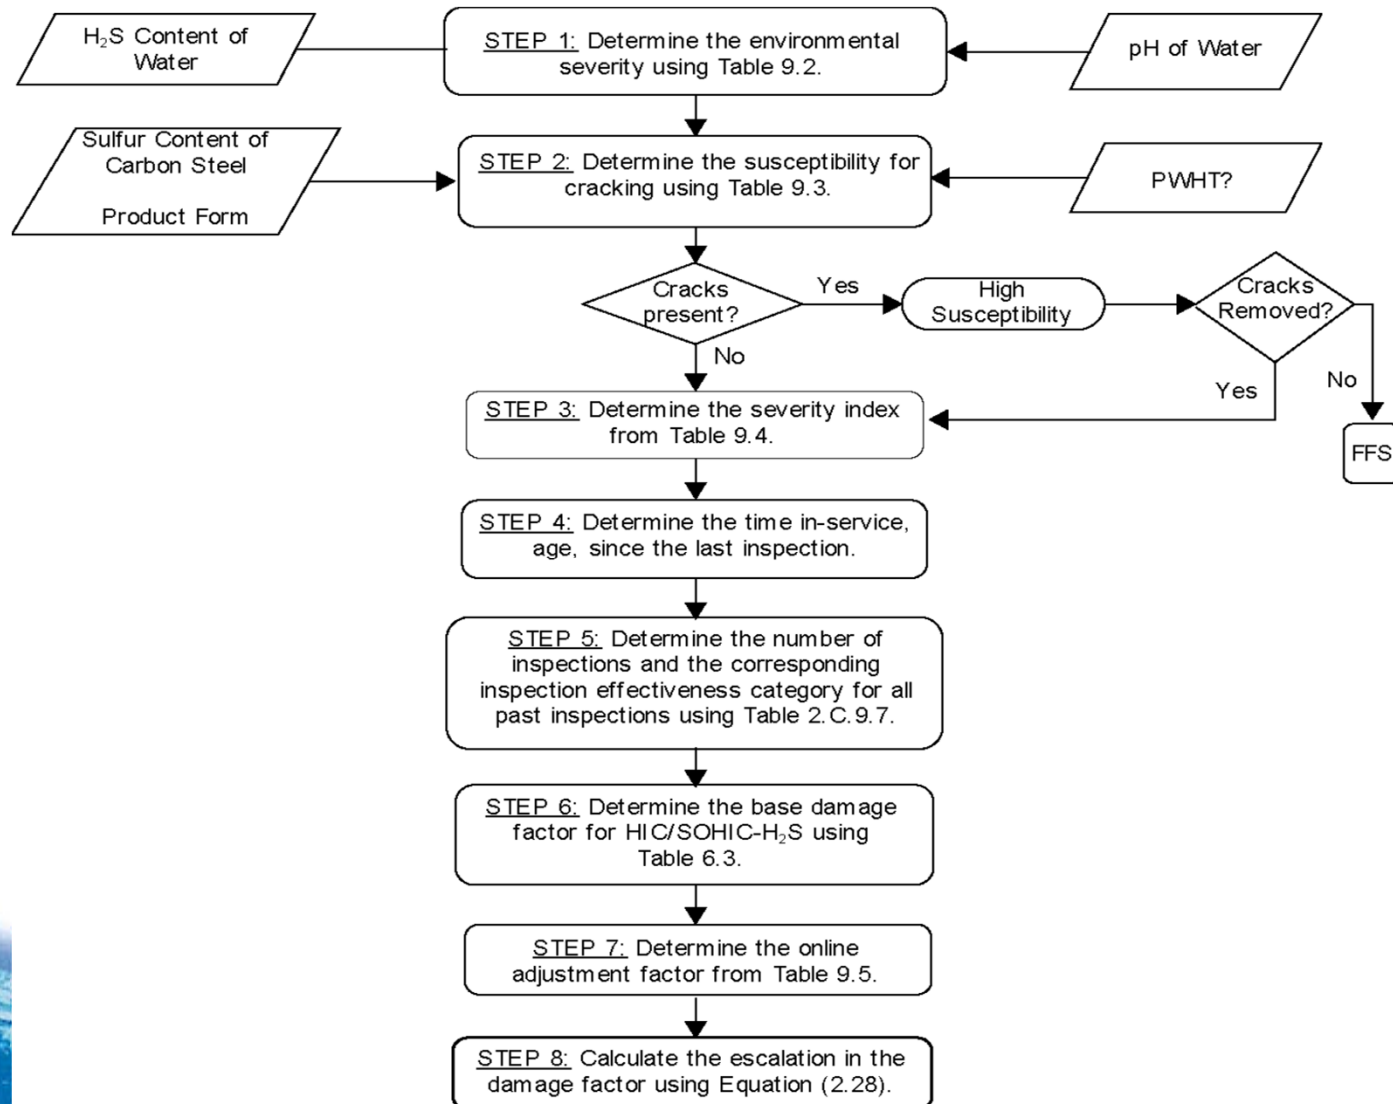 H₂S Content of
Water
STEP 1: Determine the environmental
severity using Table 9.2.
pH of Water
Sulfur Content of
Carbon Steel
Product Form
STEP 2: Determine the susceptibility for
cracking using Table 9.3.
PWHT?
Cracks
present?
Yes
High
Susceptibility
Cracks
Removed?
No
Yes
No
STEP 3: Determine the severity index
from Table 9.4.
FFS
STEP 4: Determine the time in-service,
age, since the last inspection.
STEP 5: Determine the number of
inspections and the corresponding
inspection effectiveness category for all
past inspections using Table 2.C.9.7.
STEP 6: Determine the base damage
factor for HIC/SOHIC-H₂S using
Table 6.3.
STEP 7: Determine the online
adjustment factor from Table 9.5.
STEP 8: Calculate the escalation in the
damage factor using Equation (2.28).